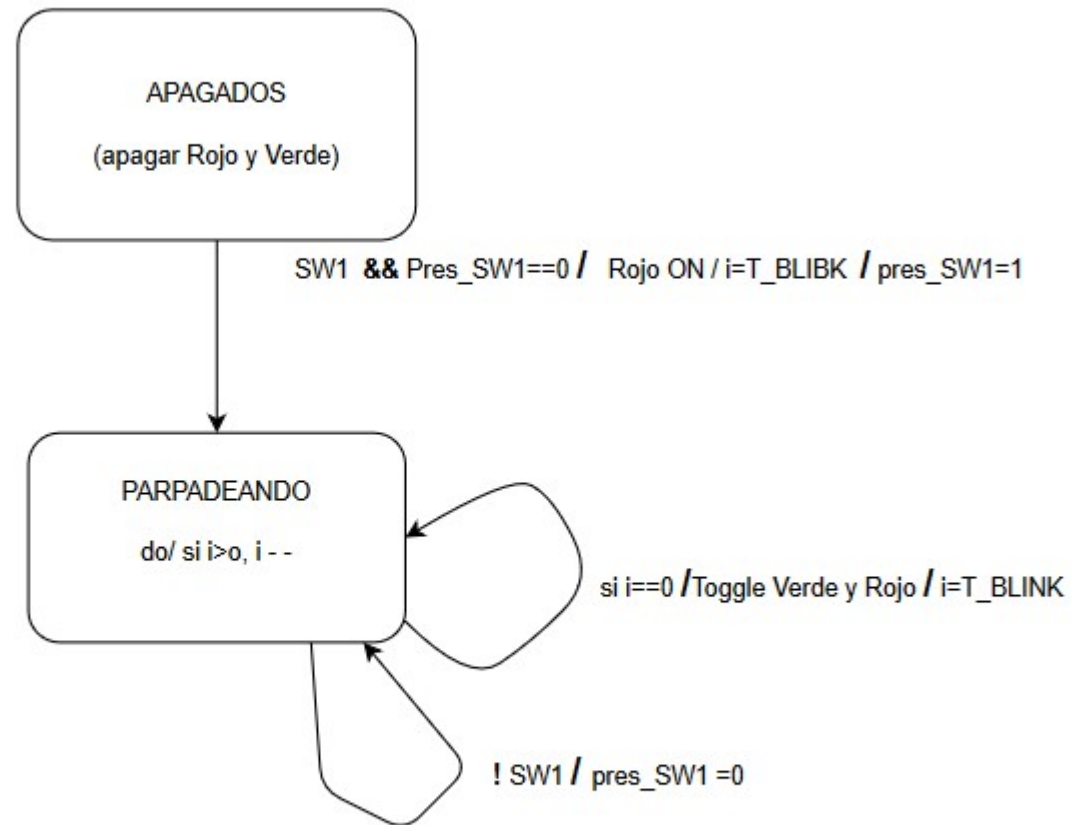 APAGADOS
(apagar Rojo y Verde)
SW1 && Pres_SW1==0 / Rojo ON / i=T_BLIBK / pres_SW1=1
PARPADEANDO
do/ si i>o, i - -
si i==0 /Toggle Verde y Rojo / i=T_BLINK
! SW1 / pres_SW1 =0